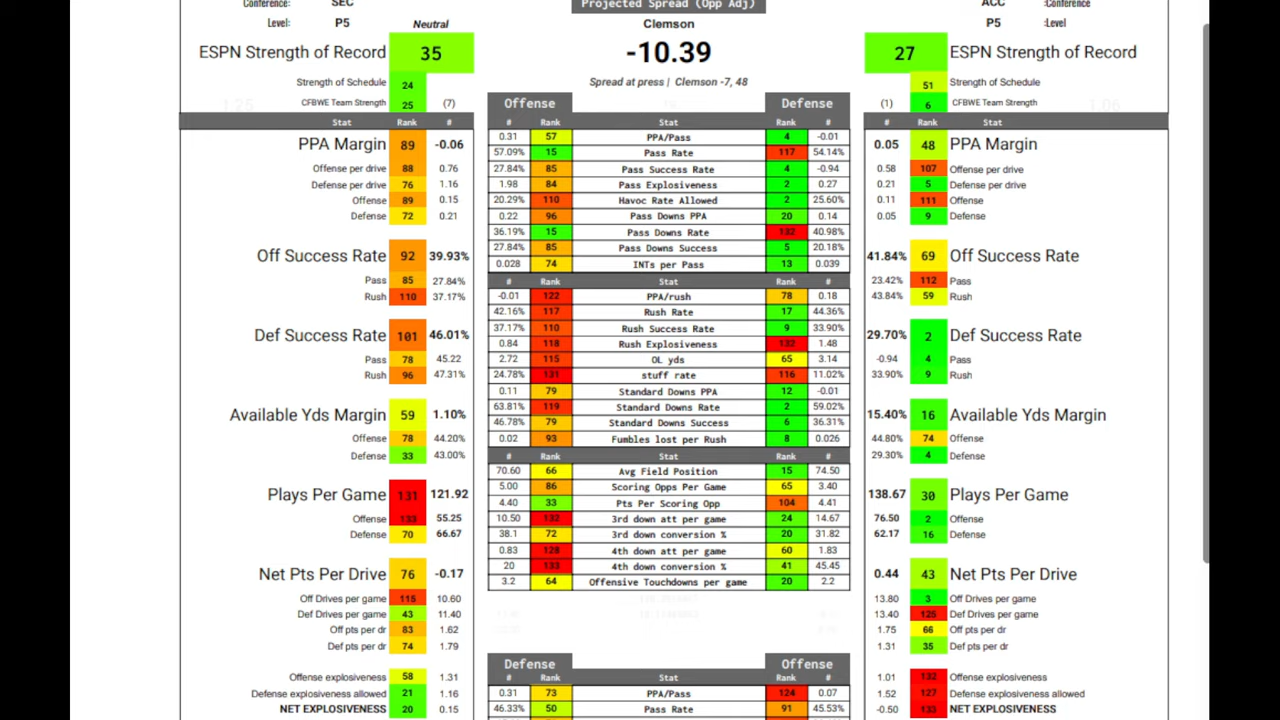 Conference: SEC Projected Spread (Opp Adj) ACC :Conference
Level: P5 Neutral Clemson P5 :Level
ESPN Strength of Record 35 -10.39 27 ESPN Strength of Record
Strength of Schedule 24 Spread at press | Clemson -7, 48 51 Strength of Schedule
CFBWE Team Strength 25 (7) Offense Defense (1) 6 CFBWE Team Strength
Stat Rank # # Rank Stat Rank # # Rank Stat
PPA Margin 89 -0.06 0.31 57 PPA/Pass 4 -0.01 0.05 48 PPA Margin
57.09% 15 Pass Rate 117 54.14%
Offense per drive 88 0.76 27.84% 85 Pass Success Rate 4 -0.94 0.58 107 Offense per drive
Defense per drive 76 1.16 1.98 84 Pass Explosiveness 2 0.27 0.21 5 Defense per drive
Offense 89 0.15 20.29% 110 Havoc Rate Allowed 2 25.60% 0.11 111 Offense
Defense 72 0.21 0.22 96 Pass Downs PPA 20 0.14 0.05 9 Defense
36.19% 15 Pass Downs Rate 132 40.98%
Off Success Rate 92 39.93% 27.84% 85 Pass Downs Success 5 20.18% 41.84% 69 Off Success Rate
0.028 74 INTs per Pass 13 0.039
Pass 85 27.84% # Rank Stat Rank # 23.42% 112 Pass
Rush 110 37.17% -0.01 122 PPA/rush 78 0.18 43.84% 59 Rush
42.16% 117 Rush Rate 17 44.36%
Def Success Rate 101 46.01% 37.17% 110 Rush Success Rate 9 33.90% 29.70% 2 Def Success Rate
0.84 118 Rush Explosiveness 132 1.48
Pass 78 45.22 2.72 115 OL yds 65 3.14 -0.94 4 Pass
Rush 96 47.31% 24.78% 131 stuff rate 116 11.02% 33.90% 9 Rush
0.11 79 Standard Downs PPA 12 -0.01
Available Yds Margin 59 1.10% 63.81% 119 Standard Downs Rate 2 59.02% 15.40% 16 Available Yds Margin
46.78% 79 Standard Downs Success 6 36.31%
Offense 78 44.20% 0.02 93 Fumbles lost per Rush 8 0.026 44.80% 74 Offense
Defense 33 43.00% # Rank Stat Rank # 29.30% 4 Defense
70.60 66 Avg Field Position 15 74.50
Plays Per Game 131 121.92 5.00 86 Scoring Opps Per Game 65 3.40 138.67 30 Plays Per Game
4.40 33 Pts Per Scoring Opp 104 4.41
Offense 133 55.25 10.50 132 3rd down att per game 24 14.67 76.50 2 Offense
Defense 70 66.67 38.1 72 3rd down conversion % 20 31.82 62.17 16 Defense
0.83 128 4th down att per game 60 1.83
Net Pts Per Drive 76 -0.17 20 133 4th down conversion % 41 45.45 0.44 43 Net Pts Per Drive
3.2 64 Offensive Touchdowns per game 20 2.2
Off Drives per game 115 10.60 13.80 3 Off Drives per game
Def Drives per game 43 11.40 13.40 125 Def Drives per game
Off pts per dr 83 1.62 1.75 66 Off pts per dr
Def pts per dr 74 1.79 1.31 35 Def pts per dr
Defense Offense
Offense explosiveness 58 1.31 # Rank Stat Rank # 1.01 132 Offense explosiveness
Defense explosiveness allowed 21 1.16 0.31 73 PPA/Pass 124 0.07 1.52 127 Defense explosiveness allowed
NET EXPLOSIVENESS 20 0.15 46.33% 50 Pass Rate 91 45.53% -0.50 133 NET EXPLOSIVENESS